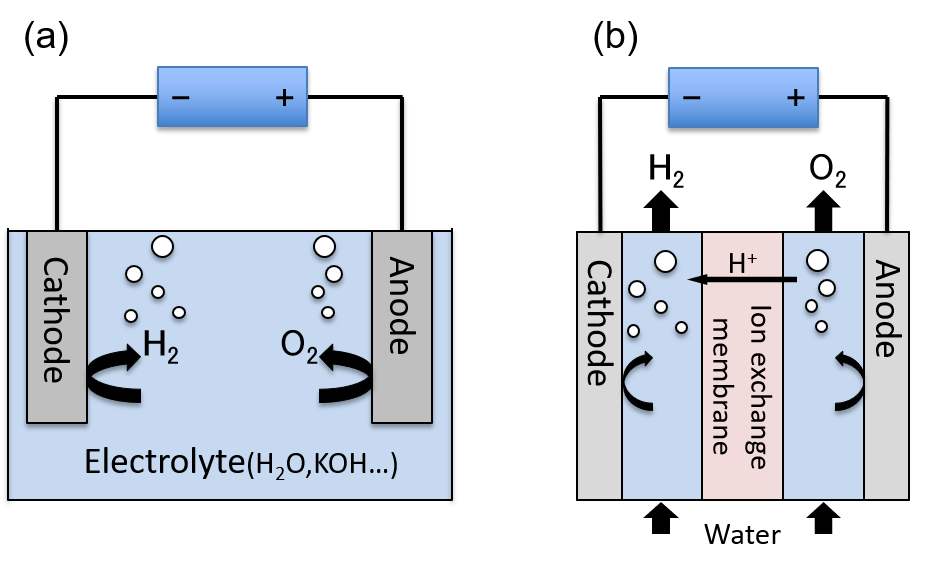 (a)
− +
Cathode
Anode
H₂
O₂
Electrolyte(H₂O,KOH…)
(b)
− +
H₂
O₂
H⁺
Cathode
Ion exchange
membrane
Anode
Water